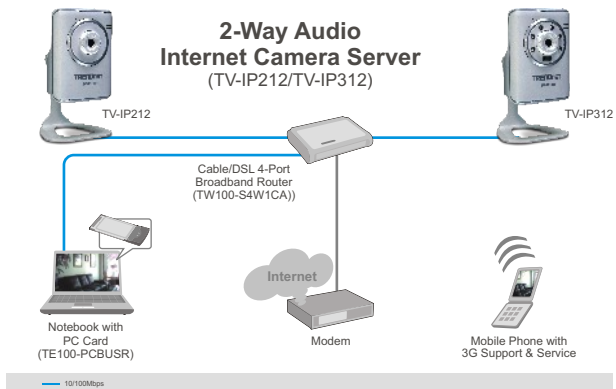 2-Way Audio
Internet Camera Server
(TV-IP212/TV-IP312)
TRENDnet
TRENDnet
TV-IP212
TV-IP312
Cable/DSL 4-Port
Broadband Router
(TW100-S4W1CA))
Internet
Notebook with
PC Card
(TE100-PCBUSR)
Modem
Mobile Phone with
3G Support & Service
10/100Mbps